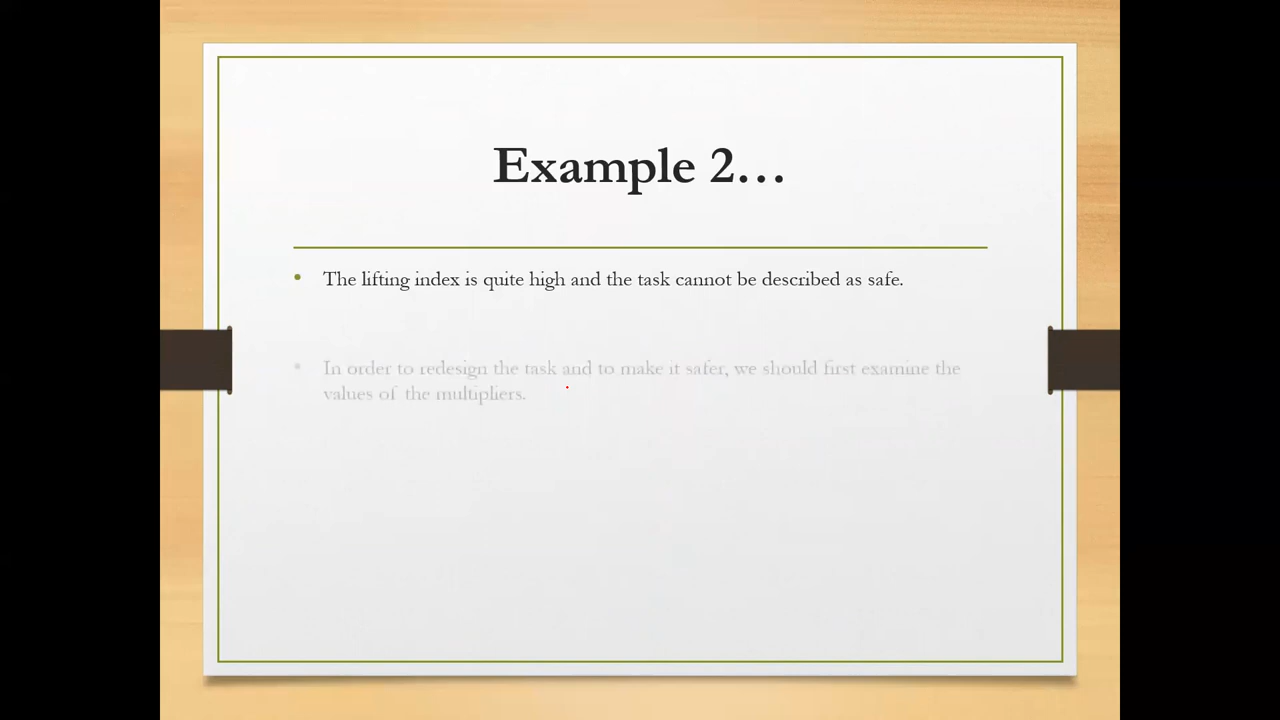 Example 2…
• The lifting index is quite high and the task cannot be described as safe.
• In order to redesign the task and to make it safer, we should first examine the
values of the multipliers.